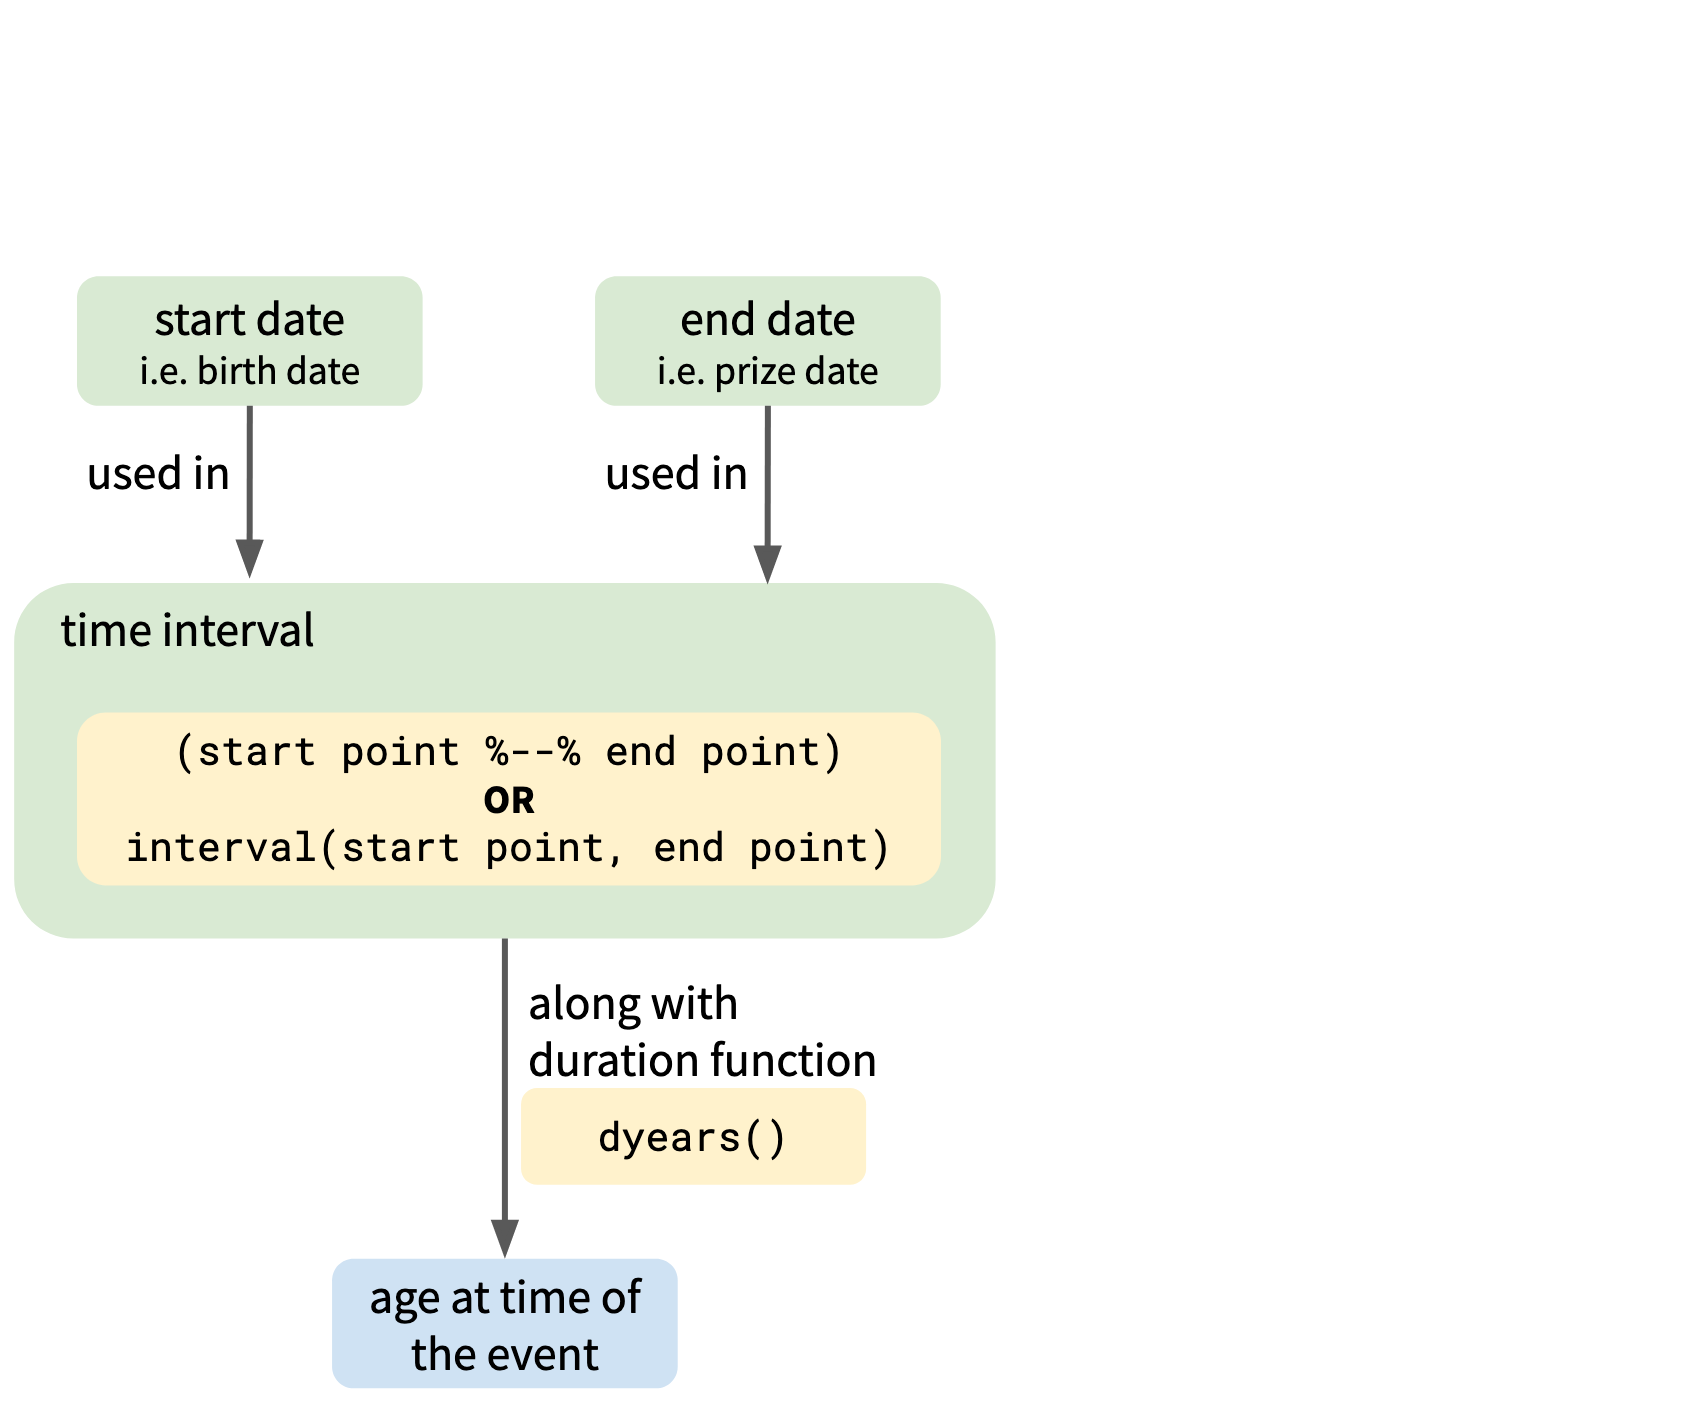 start date
i.e. birth date
end date
i.e. prize date
used in
used in
time interval
(start point %--% end point)
OR
interval(start point, end point)
along with
duration function
dyears()
age at time of
the event